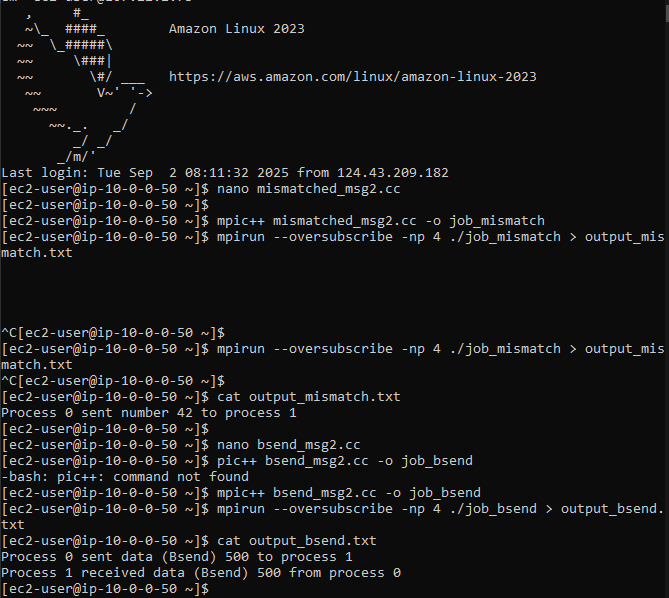 ,     #_
   ~\_  ####_        Amazon Linux 2023
  ~~  \_#####\
  ~~     \###|
  ~~       \#/ ___   https://aws.amazon.com/linux/amazon-linux-2023
   ~~       V~' '->
    ~~~         /
      ~~._.   _/
         _/ _/
       _/m/'
Last login: Tue Sep  2 08:11:32 2025 from 124.43.209.182
[ec2-user@ip-10-0-0-50 ~]$ nano mismatched_msg2.cc
[ec2-user@ip-10-0-0-50 ~]$
[ec2-user@ip-10-0-0-50 ~]$ mpic++ mismatched_msg2.cc -o job_mismatch
[ec2-user@ip-10-0-0-50 ~]$ mpirun --oversubscribe -np 4 ./job_mismatch > output_mis
match.txt
^C[ec2-user@ip-10-0-0-50 ~]$
[ec2-user@ip-10-0-0-50 ~]$ mpirun --oversubscribe -np 4 ./job_mismatch > output_mis
match.txt
^C[ec2-user@ip-10-0-0-50 ~]$
[ec2-user@ip-10-0-0-50 ~]$ cat output_mismatch.txt
Process 0 sent number 42 to process 1
[ec2-user@ip-10-0-0-50 ~]$
[ec2-user@ip-10-0-0-50 ~]$ nano bsend_msg2.cc
[ec2-user@ip-10-0-0-50 ~]$ pic++ bsend_msg2.cc -o job_bsend
-bash: pic++: command not found
[ec2-user@ip-10-0-0-50 ~]$ mpic++ bsend_msg2.cc -o job_bsend
[ec2-user@ip-10-0-0-50 ~]$ mpirun --oversubscribe -np 4 ./job_bsend > output_bsend.
txt
[ec2-user@ip-10-0-0-50 ~]$ cat output_bsend.txt
Process 0 sent data (Bsend) 500 to process 1
Process 1 received data (Bsend) 500 from process 0
[ec2-user@ip-10-0-0-50 ~]$